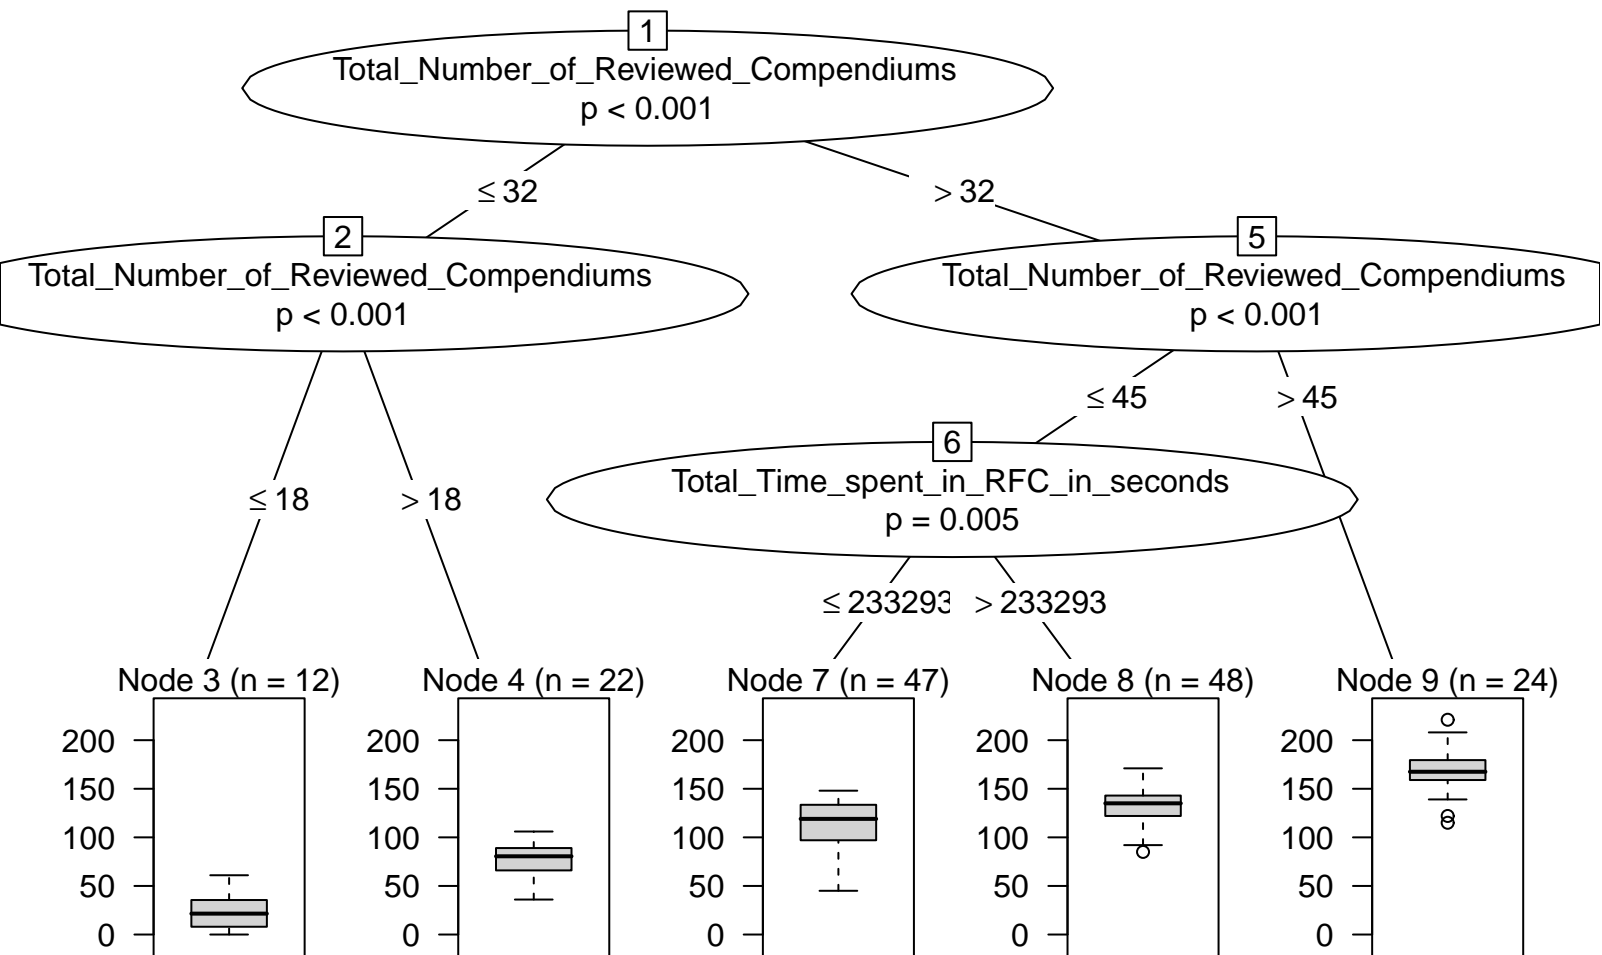 1
Total_Number_of_Reviewed_Compendiums
p < 0.001
≤ 32
> 32
2
Total_Number_of_Reviewed_Compendiums
p < 0.001
5
Total_Number_of_Reviewed_Compendiums
p < 0.001
≤ 45
> 45
6
Total_Time_spent_in_RFC_in_seconds
p = 0.005
≤ 18
> 18
≤ 233293
> 233293
Node 3 (n = 12)
200
150
100
50
0
Node 4 (n = 22)
200
150
100
50
0
Node 7 (n = 47)
200
150
100
50
0
Node 8 (n = 48)
200
150
100
50
0
Node 9 (n = 24)
200
150
100
50
0